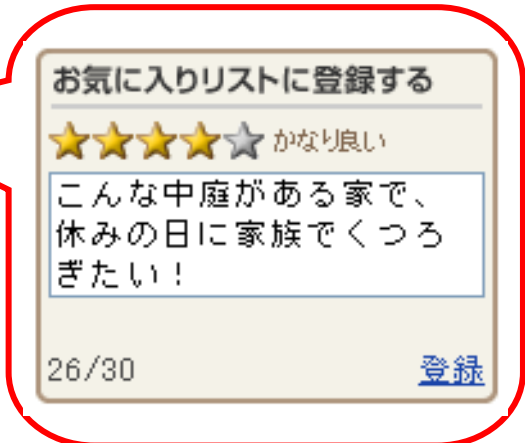 お気に入りリストに登録する
かなり良い
こんな中庭がある家で、
休みの日に家族でくつろ
ぎたい！
26/30 登録